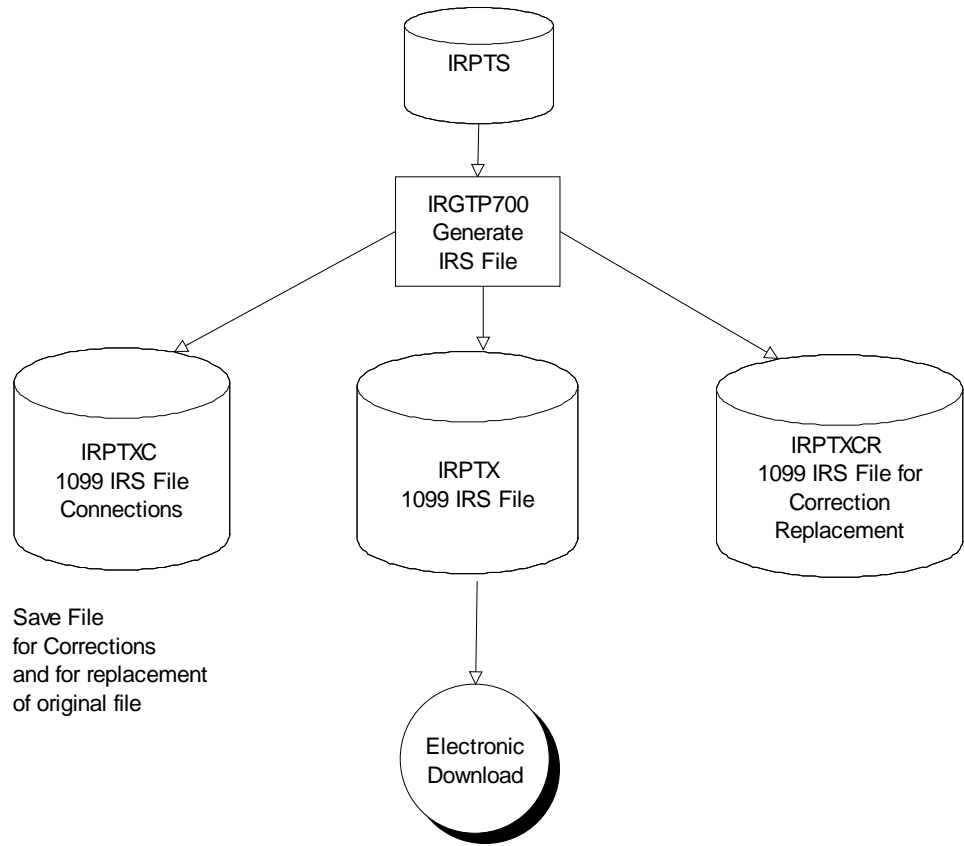 IRPTS
IRGTP700
Generate
IRS File
IRPTXC
1099 IRS File
Connections
IRPTX
1099 IRS File
IRPTXCR
1099 IRS File for
Correction
Replacement
Save File
for Corrections
and for replacement
of original file
Electronic
Download